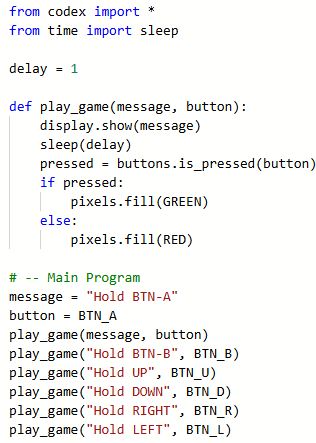 from codex import *
from time import sleep

delay = 1

def play_game(message, button):
    display.show(message)
    sleep(delay)
    pressed = buttons.is_pressed(button)
    if pressed:
        pixels.fill(GREEN)
    else:
        pixels.fill(RED)

# -- Main Program
message = "Hold BTN-A"
button = BTN_A
play_game(message, button)
play_game("Hold BTN-B", BTN_B)
play_game("Hold UP", BTN_U)
play_game("Hold DOWN", BTN_D)
play_game("Hold RIGHT", BTN_R)
play_game("Hold LEFT", BTN_L)